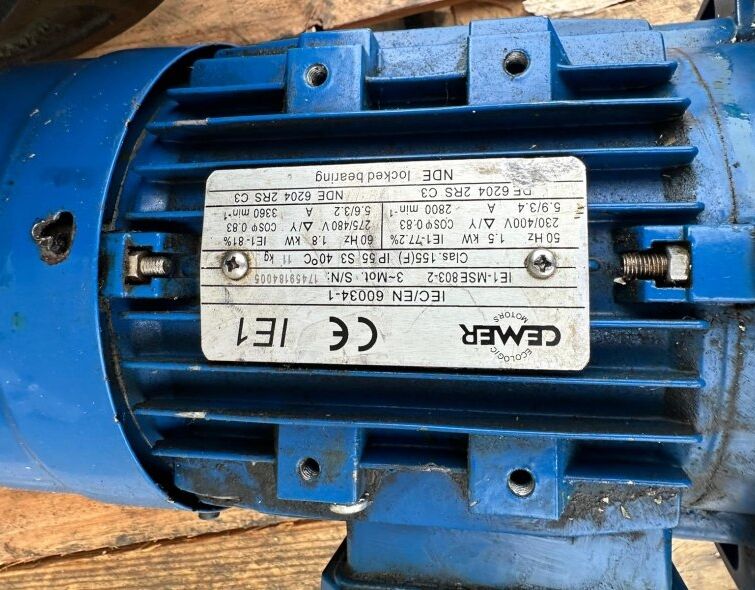 ECOLOGIC
MOTORS
CEMER
CE IE1
IEC/EN 60034-1
IE1-MSE803-2 3~Mot. S/N: 17459184005
Clas. 155(F) IP 55 S3 40ºC 11 kg
50 Hz 1.5 kW IE1-77.2% 60 Hz 1.8 kW IE1-81%
230/400V Δ/Y COSφ 0.83 275/480V Δ/Y COSφ 0.83
5.9/3.4 A 2800 min⁻¹ 5.6/3.2 A 3360 min⁻¹
DE 6204 2RS C3 NDE 6204 2RS C3
NDE locked bearing